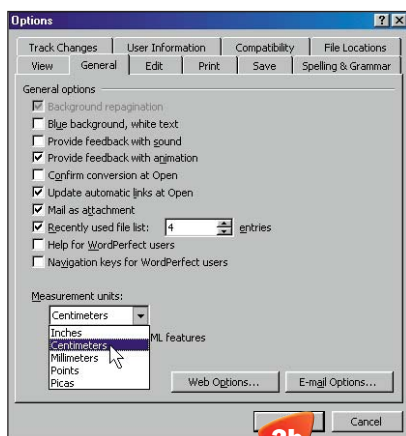 Options
Track Changes User Information Compatibility File Locations
View General Edit Print Save Spelling & Grammar
General options
Background repagination
Blue background, white text
Provide feedback with sound
Provide feedback with animation
Confirm conversion at Open
Update automatic links at Open
Mail as attachment
Recently used file list: 4 entries
Help for WordPerfect users
Navigation keys for WordPerfect users
Measurement units:
Centimeters
Inches
Centimeters ML features
Millimeters
Points
Picas
Web Options... E-mail Options...
2b Cancel